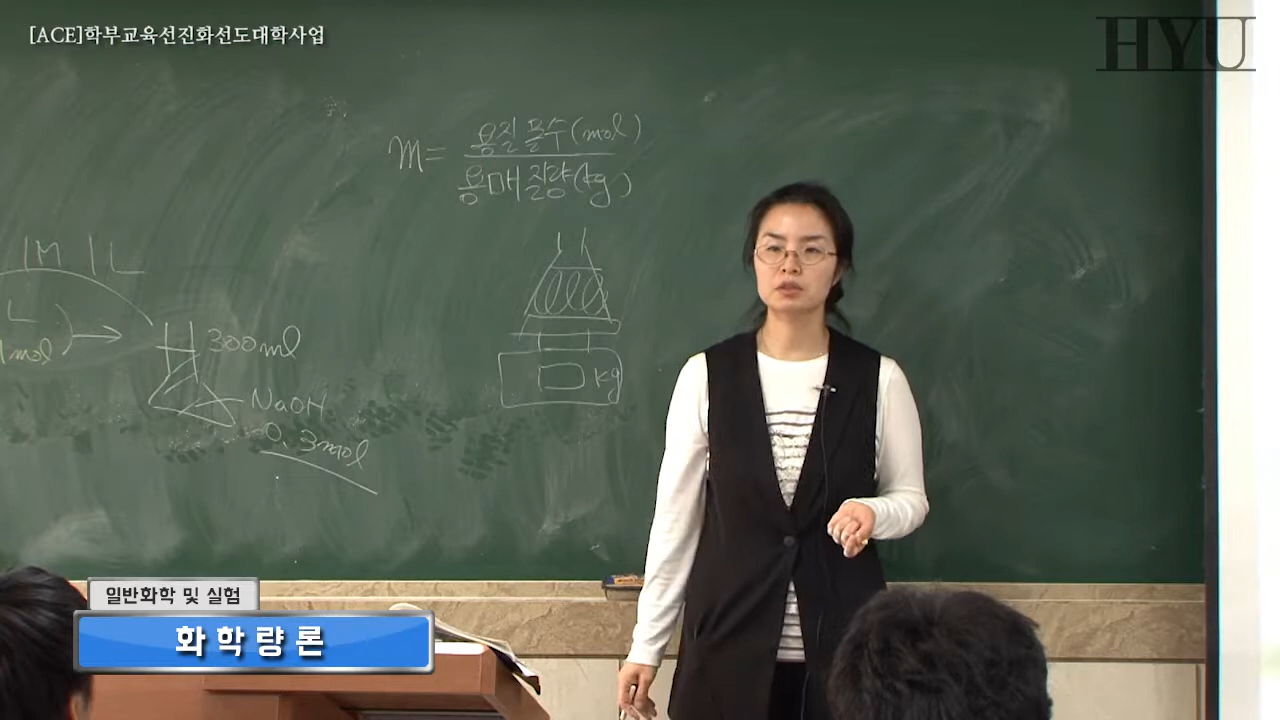 [ACE]학부교육선진화선도대학사업
HYU
m = 용질 몰수(mol)
용매 질량(kg)
1M 1L
L
1mol
300ml
NaOH
0.3mol
kg
일반화학 및 실험
화학량론